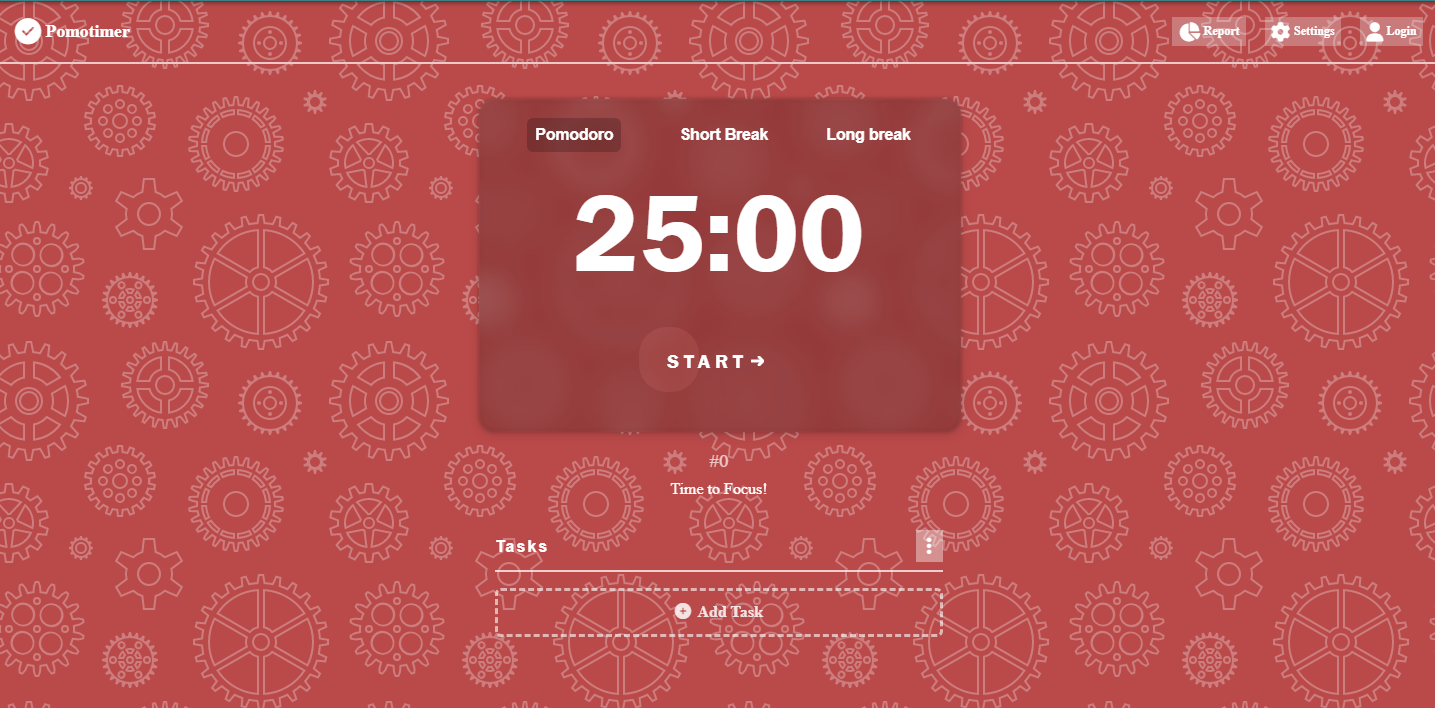 Pomotimer
Report Settings Login
Pomodoro Short Break Long break
25:00
START➔
#0
Time to Focus!
Tasks
Add Task